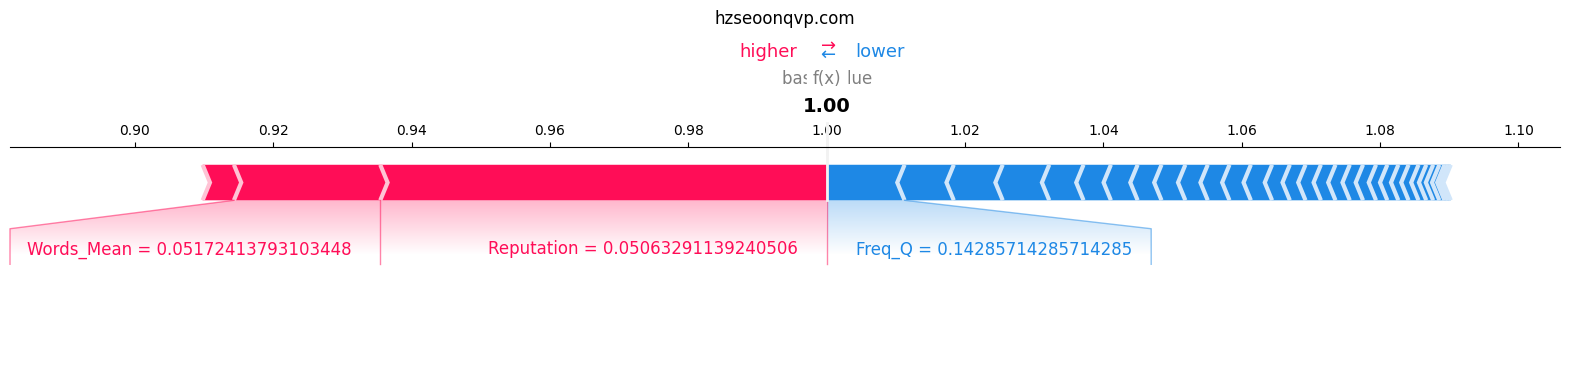 hzseoonqvp.com
higher ⇄ lower
f(x) lue
1.00
0.90 0.92 0.94 0.96 0.98 1.00 1.02 1.04 1.06 1.08 1.10
Words_Mean = 0.05172413793103448 Reputation = 0.05063291139240506 Freq_Q = 0.14285714285714285